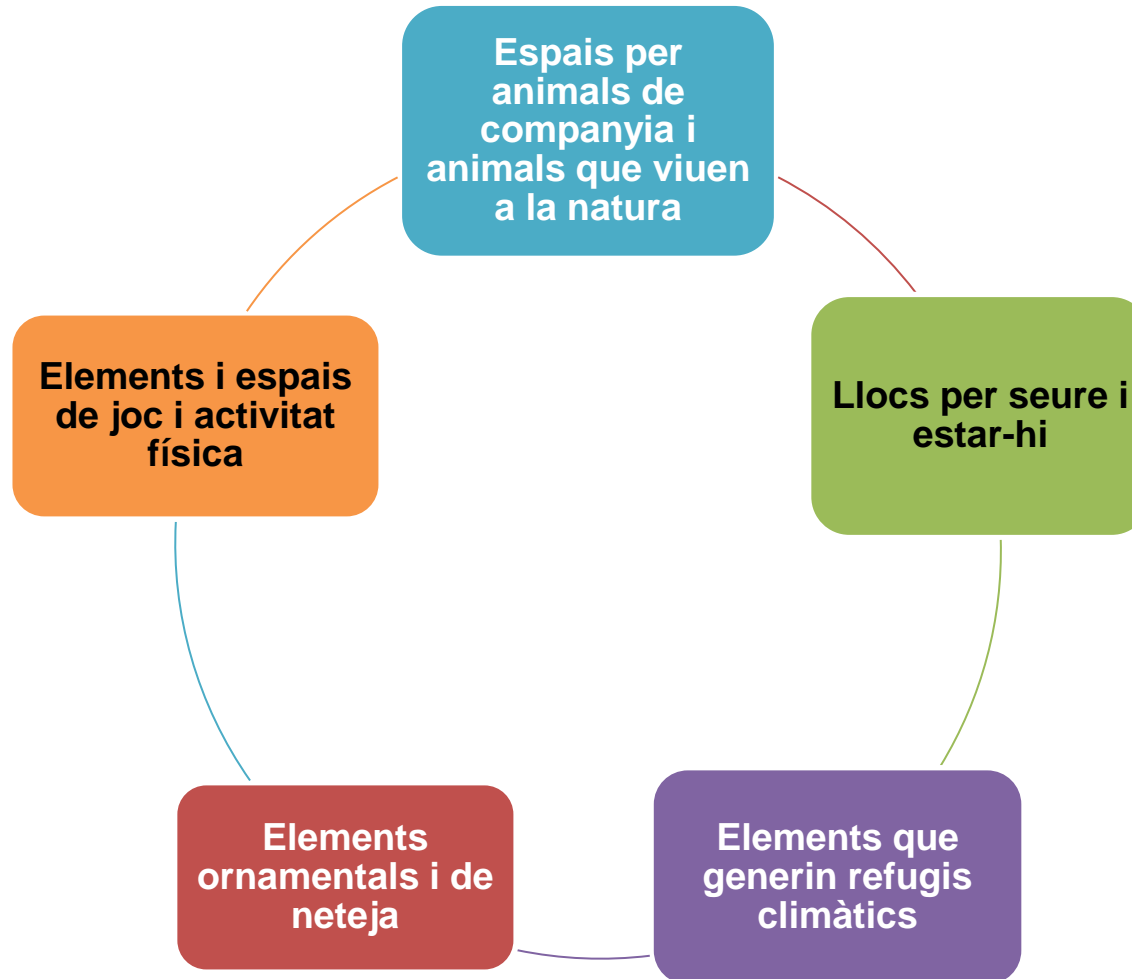 Espais per
animals de
companyia i
animals que viuen
a la natura
Elements i espais
de joc i activitat
física
Llocs per seure i
estar-hi
Elements
ornamentals i de
neteja
Elements que
generin refugis
climàtics